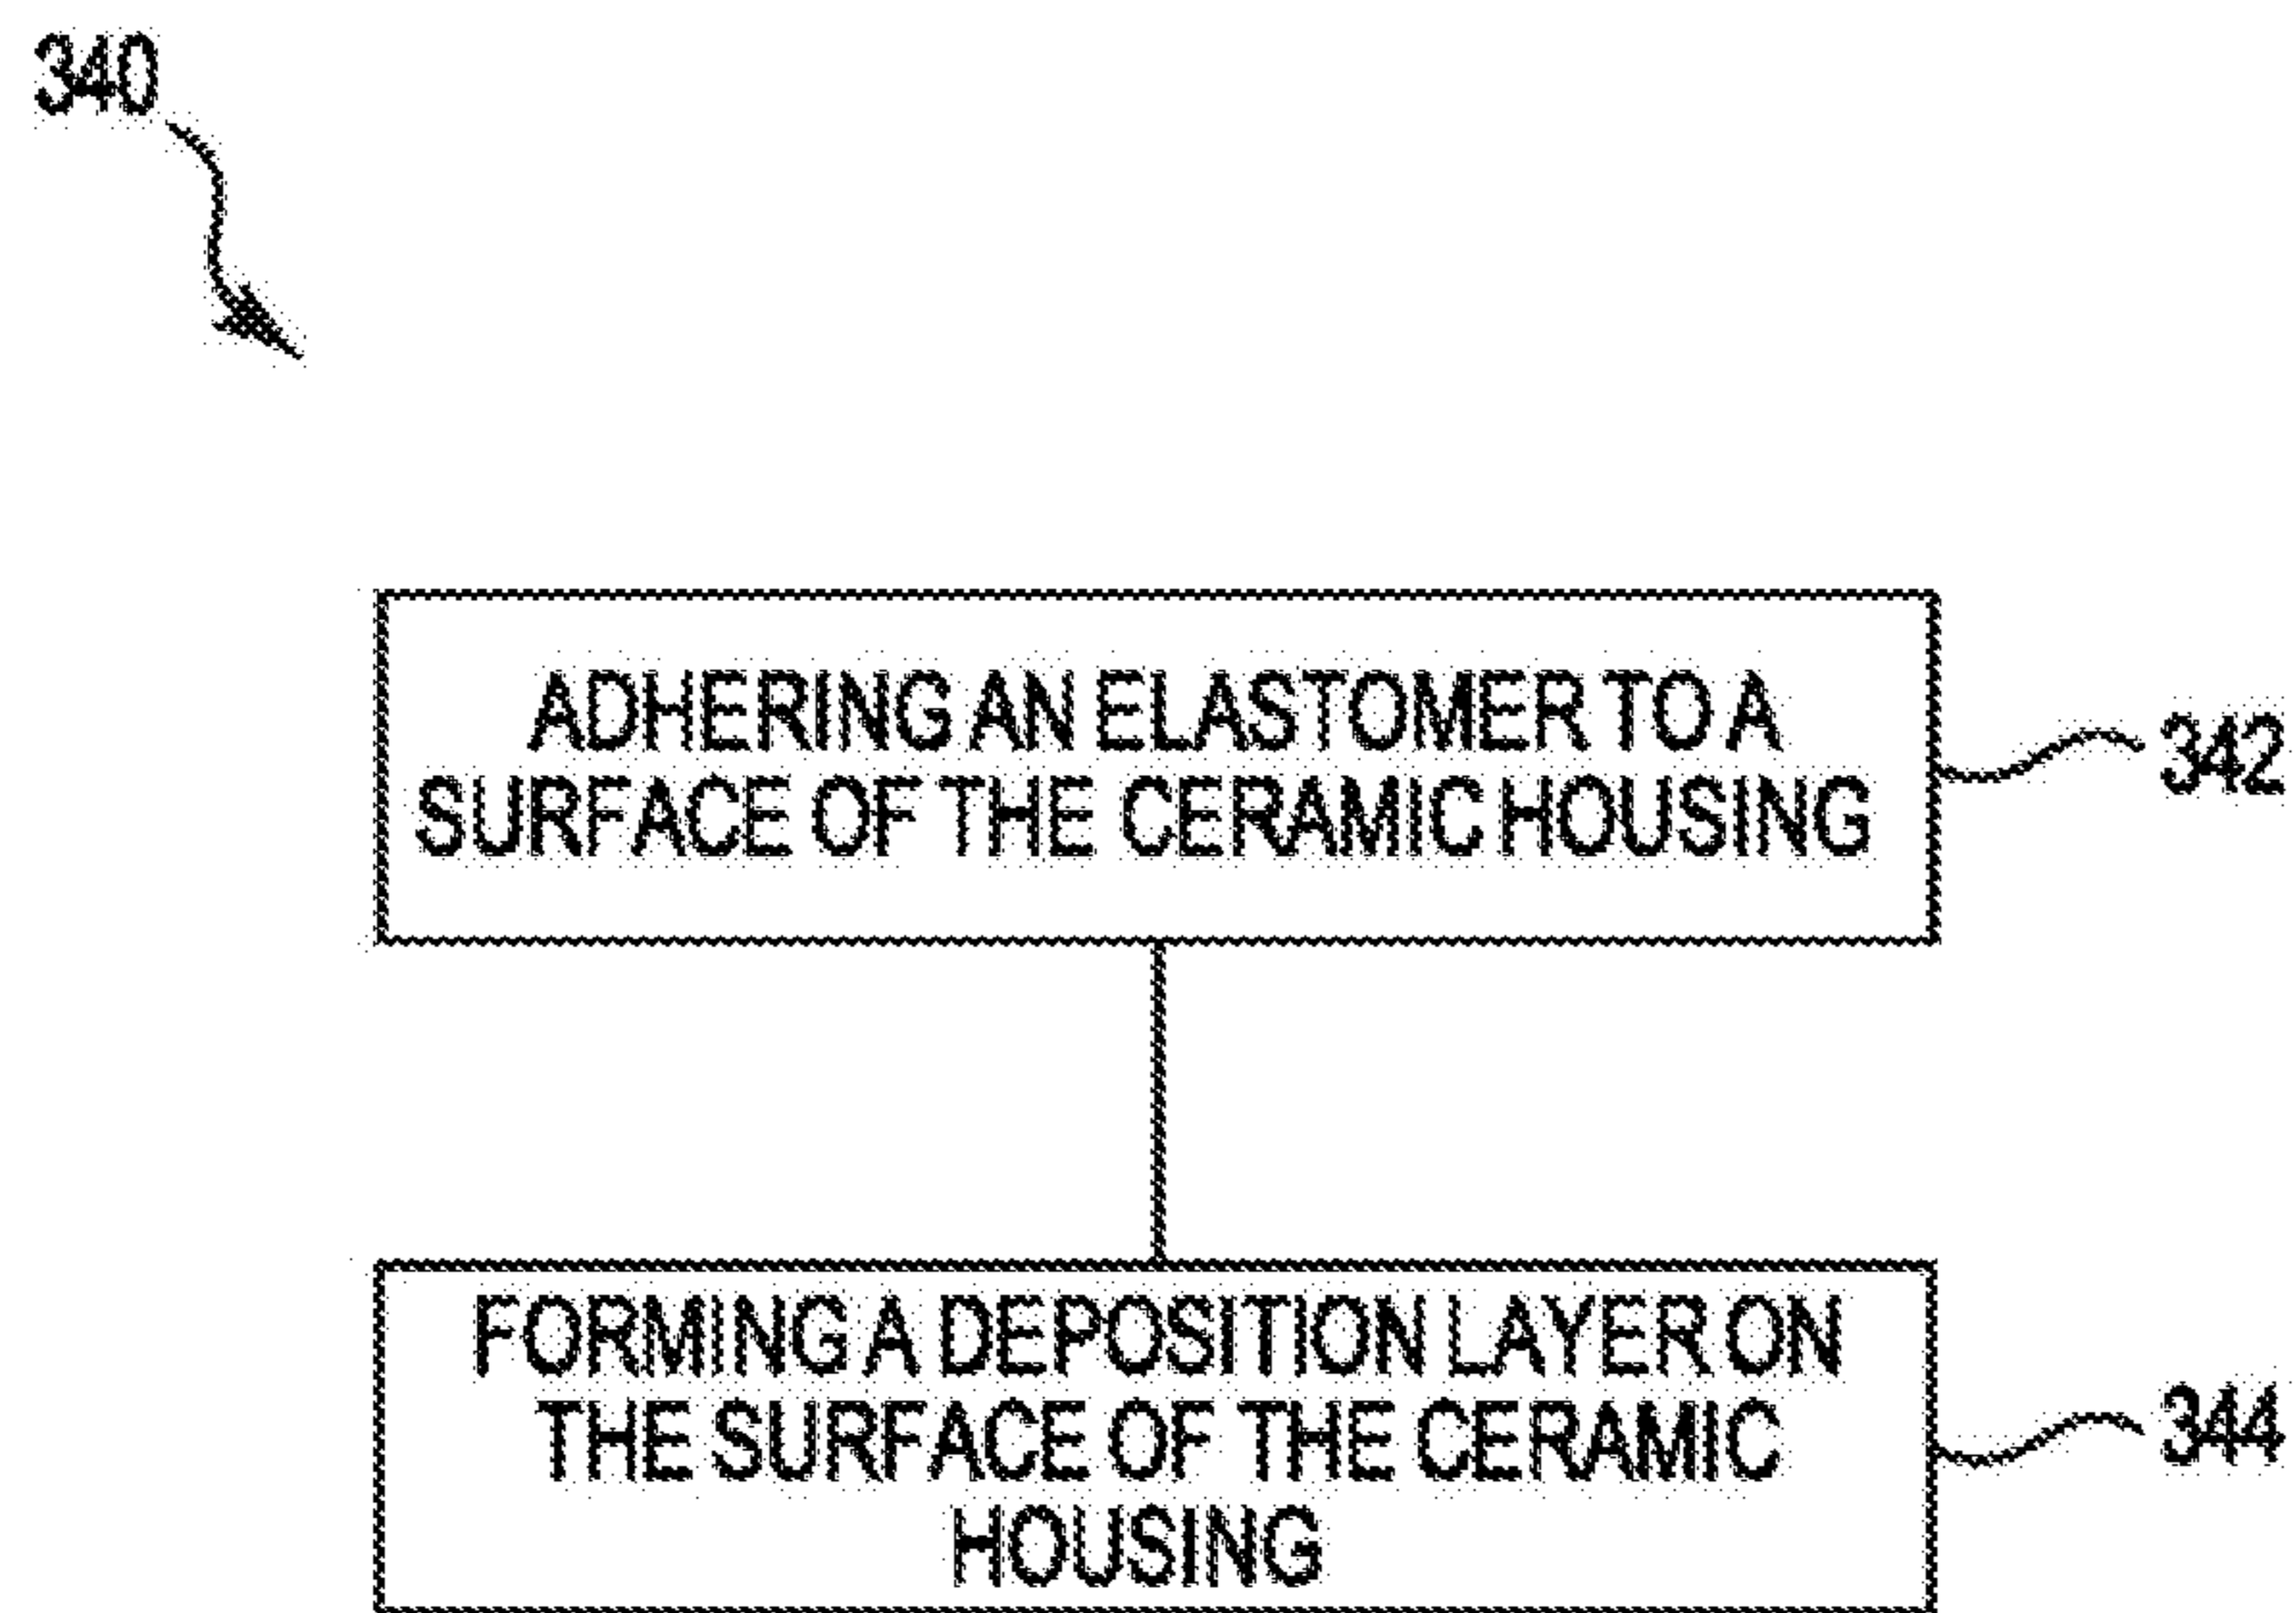 340
ADHERING AN ELASTOMER TO A
SURFACE OF THE CERAMIC HOUSING
342
FORMING A DEPOSITION LAYER ON
THE SURFACE OF THE CERAMIC
HOUSING
344